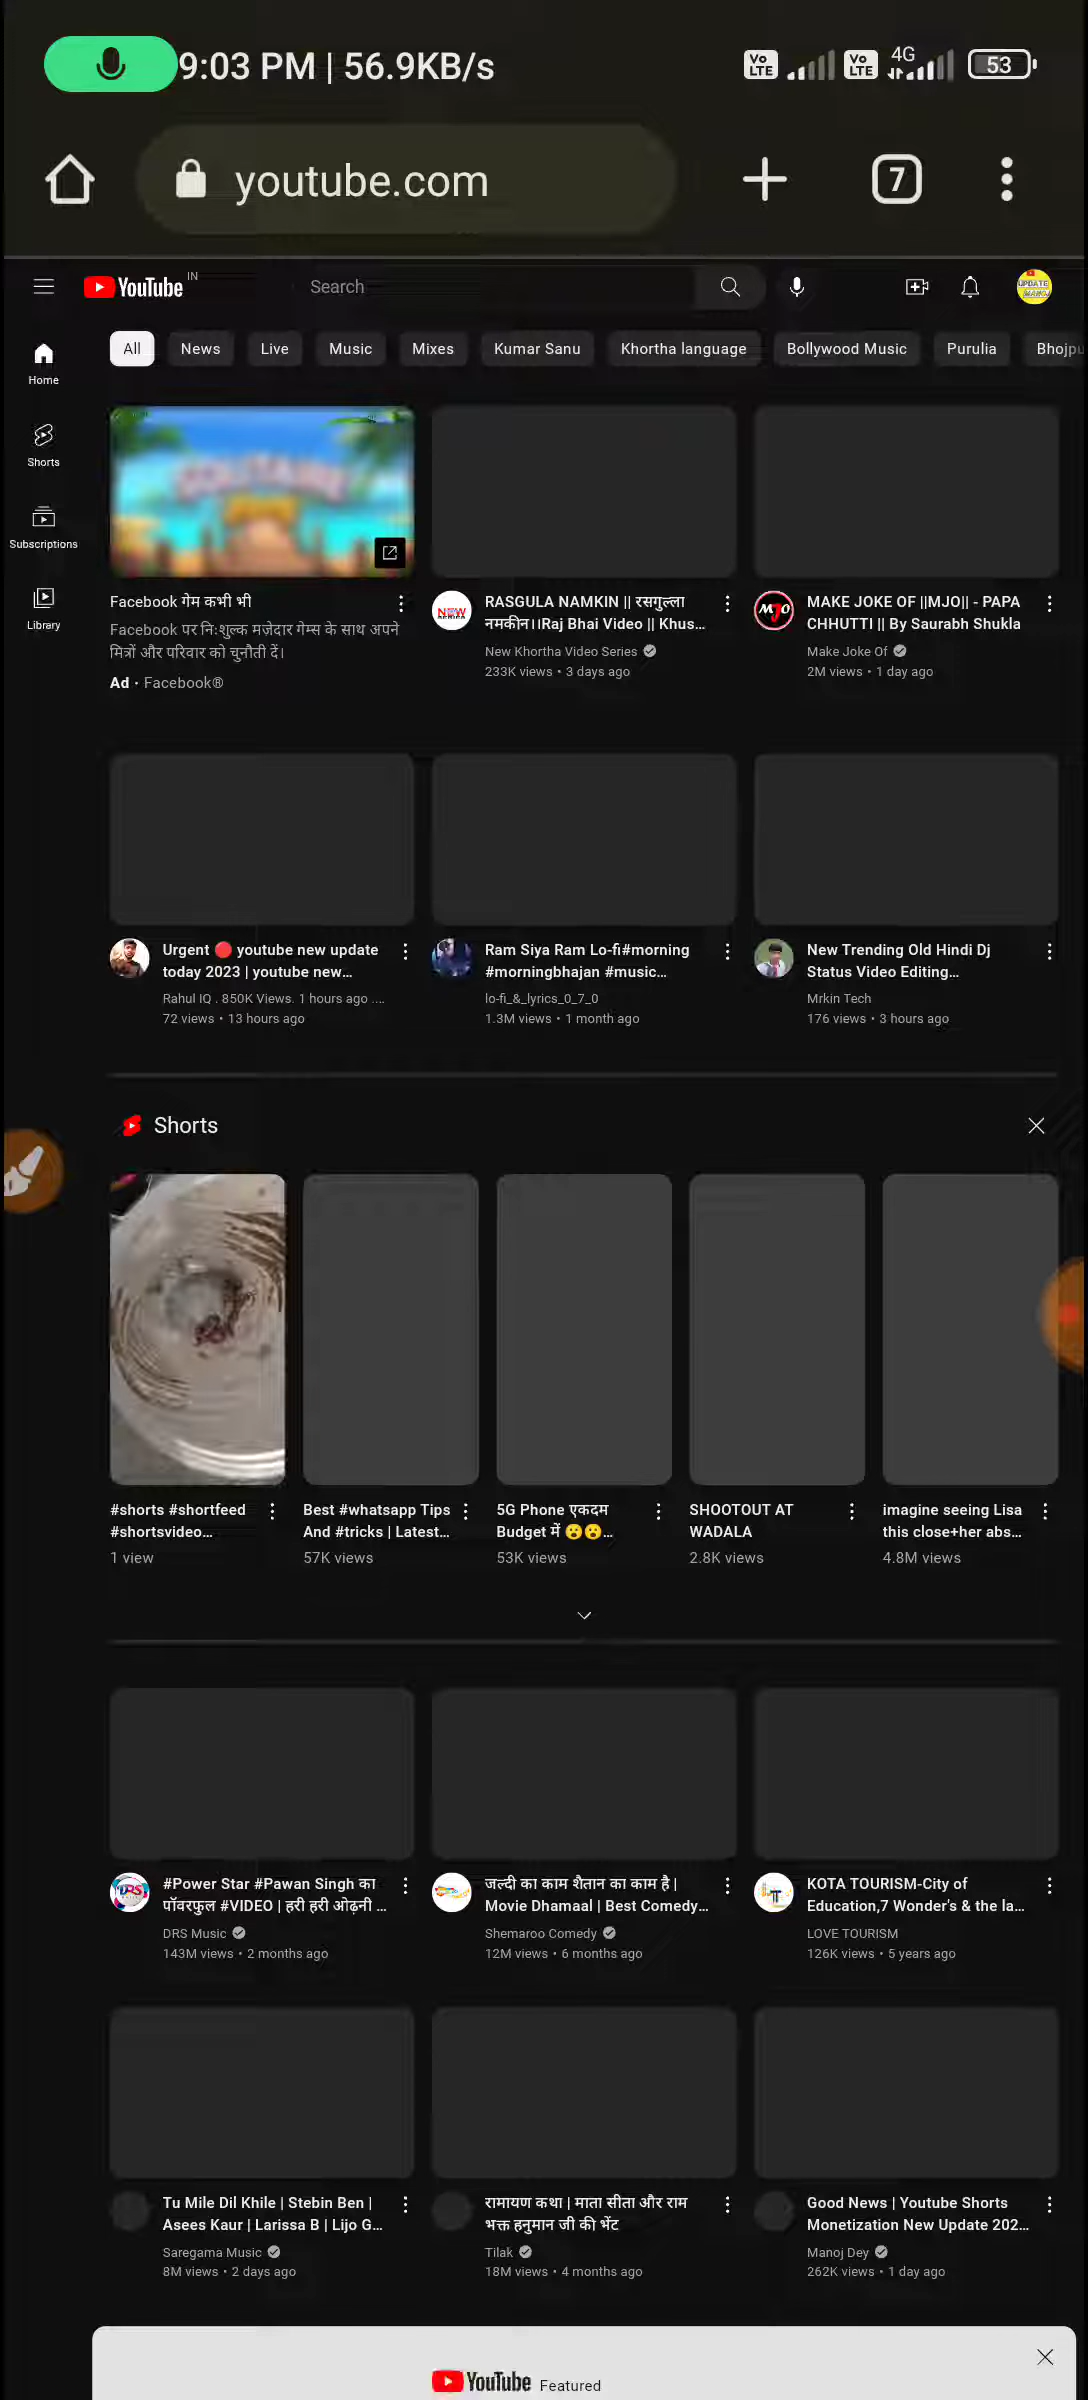 9:03 PM | 56.9KB/s
Vo LTE
Vo LTE
4G
53
youtube.com
7
YouTube IN
Search
UPDATE MANOJ
All
News
Live
Music
Mixes
Kumar Sanu
Khortha language
Bollywood Music
Purulia
Bhojpu
Home
Shorts
Subscriptions
Library
SOLITAIRE
Facebook गेम कभी भी
Facebook पर निःशुल्क मज़ेदार गेम्स के साथ अपने
मित्रों और परिवार को चुनौती दें।
Ad · Facebook®
NEW
RASGULA NAMKIN || रसगुल्ला
नमकीन।।Raj Bhai Video || Khus...
New Khortha Video Series
233K views • 3 days ago
MJO
MAKE JOKE OF ||MJO|| - PAPA
CHHUTTI || By Saurabh Shukla
Make Joke Of
2M views • 1 day ago
Urgent 🔴 youtube new update
today 2023 | youtube new...
Rahul IQ . 850K Views. 1 hours ago ....
72 views • 13 hours ago
Ram Siya Ram Lo-fi#morning
#morningbhajan #music...
lo-fi_&_lyrics_0_7_0
1.3M views • 1 month ago
New Trending Old Hindi Dj
Status Video Editing...
Mrkin Tech
176 views • 3 hours ago
Shorts
#shorts #shortfeed
#shortsvideo...
1 view
Best #whatsapp Tips
And #tricks | Latest...
57K views
5G Phone एकदम
Budget में 😮😮...
53K views
SHOOTOUT AT
WADALA
2.8K views
imagine seeing Lisa
this close+her abs...
4.8M views
DRS
#Power Star #Pawan Singh का
पॉवरफुल #VIDEO | हरी हरी ओढ़नी ...
DRS Music
143M views • 2 months ago
जल्दी का काम शैतान का काम है |
Movie Dhamaal | Best Comedy...
Shemaroo Comedy
12M views • 6 months ago
KOTA TOURISM-City of
Education,7 Wonder's & the la...
LOVE TOURISM
126K views • 5 years ago
Tu Mile Dil Khile | Stebin Ben |
Asees Kaur | Larissa B | Lijo G...
Saregama Music
8M views • 2 days ago
रामायण कथा | माता सीता और राम
भक्त हनुमान जी की भेंट
Tilak
18M views • 4 months ago
Good News | Youtube Shorts
Monetization New Update 202...
Manoj Dey
262K views • 1 day ago
YouTube Featured